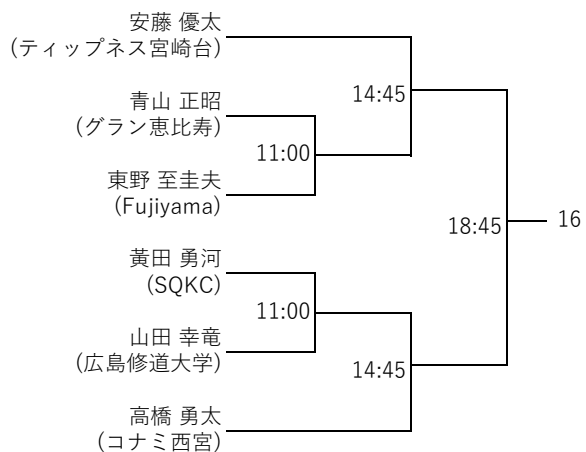 安藤 優太
(ティップネス宮崎台)
14:45
青山 正昭
(グラン恵比寿)
11:00
東野 至圭夫
(Fujiyama)
18:45
16
黃田 勇河
(SQKC)
11:00
山田 幸竜
(広島修道大学)
14:45
高橋 勇太
(コナミ西宮)